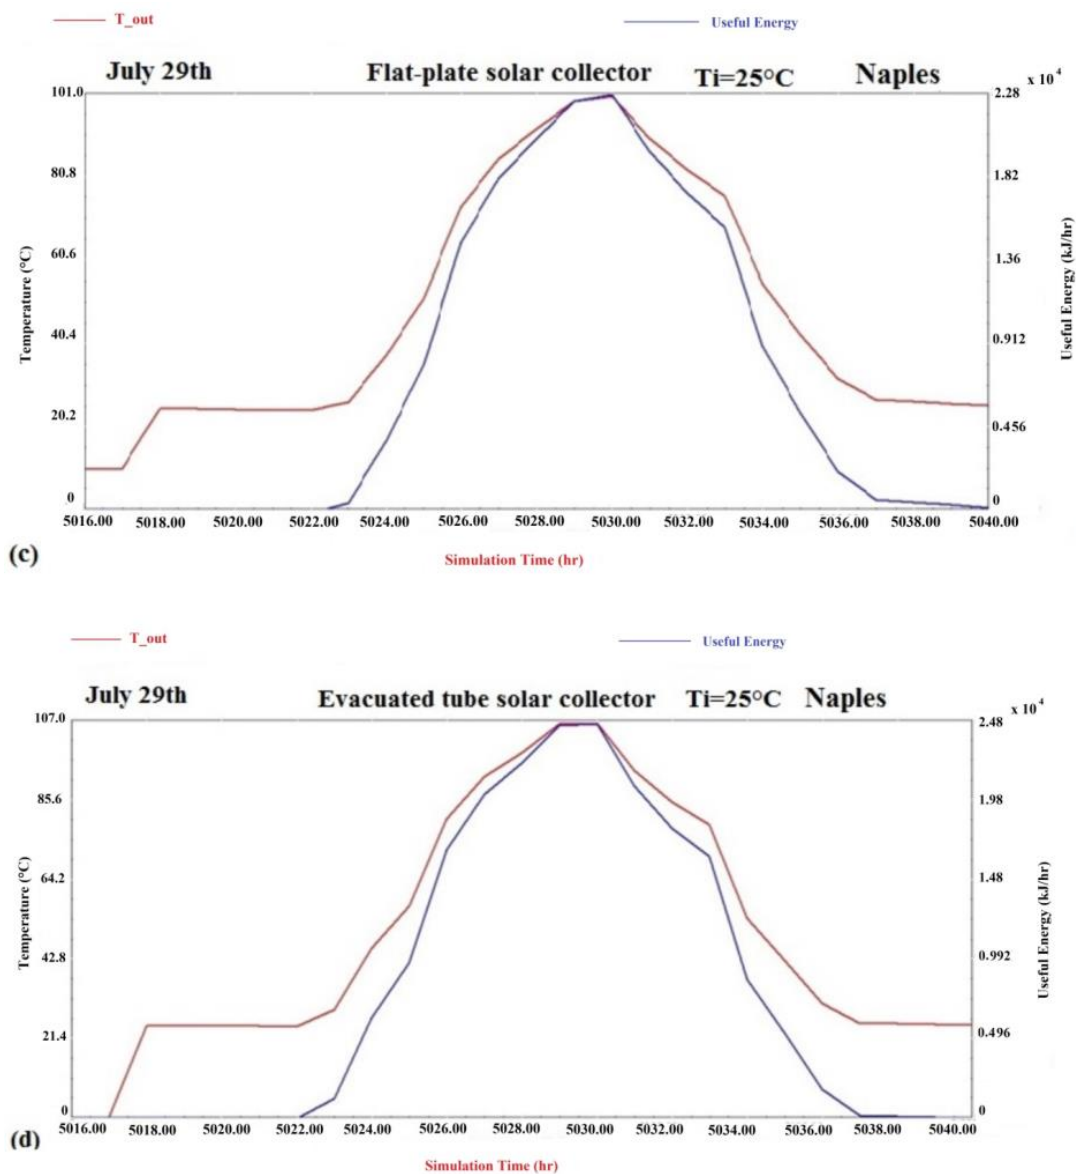 T_out Useful Energy
July 29th Flat-plate solar collector Ti=25°C Naples x 10⁴
101.0 2.28
80.8 1.82
60.6 1.36
40.4 0.912
20.2 0.456
0 0
Temperature (°C)
Useful Energy (kJ/hr)
5016.00 5018.00 5020.00 5022.00 5024.00 5026.00 5028.00 5030.00 5032.00 5034.00 5036.00 5038.00 5040.00
(c)
Simulation Time (hr)
T_out Useful Energy
July 29th Evacuated tube solar collector Ti=25°C Naples x 10⁴
107.0 2.48
85.6 1.98
64.2 1.48
42.8 0.992
21.4 0.496
0 0
Temperature (°C)
Useful Energy (kJ/hr)
5016.00 5018.00 5020.00 5022.00 5024.00 5026.00 5028.00 5030.00 5032.00 5034.00 5036.00 5038.00 5040.00
(d)
Simulation Time (hr)